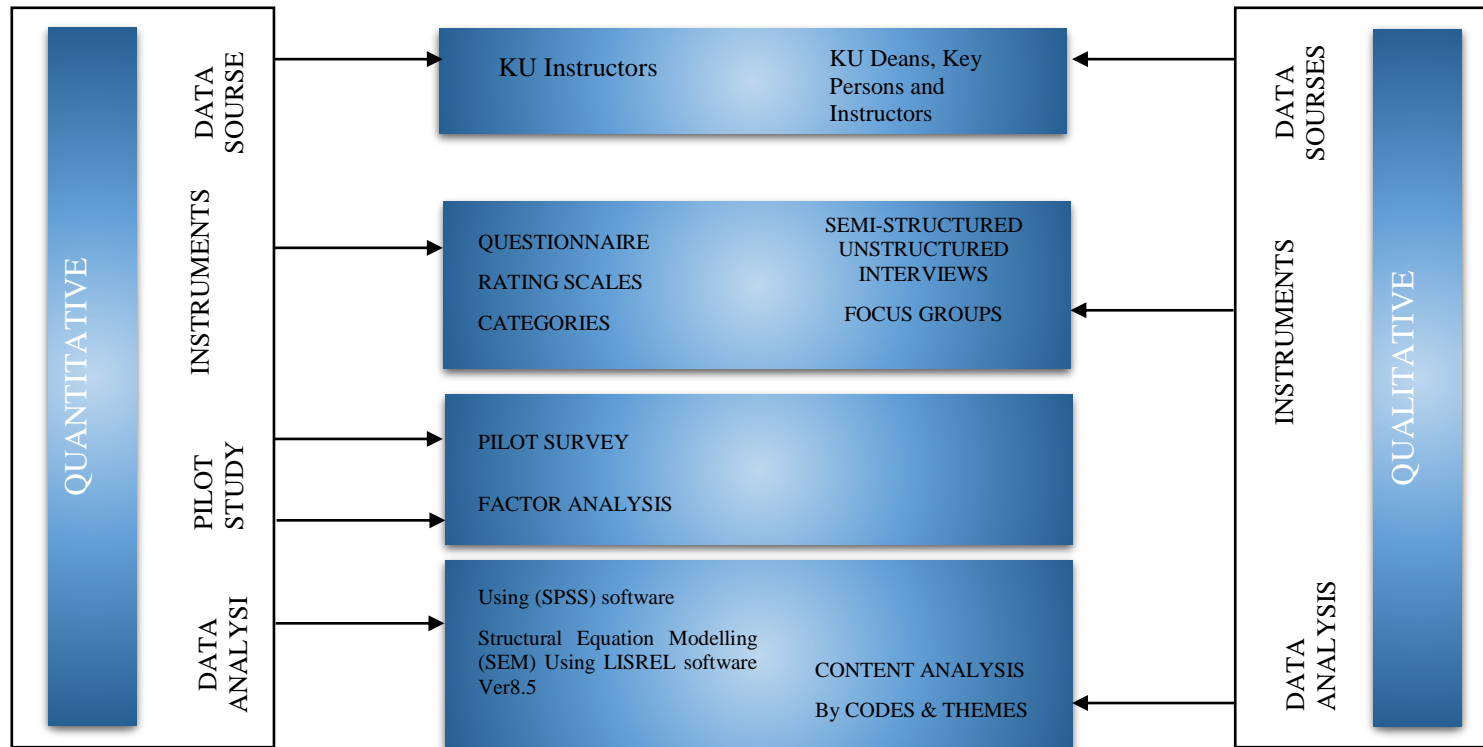 QUANTITATIVE
DATA
SOURSE
INSTRUMENTS
PILOT
STUDY
DATA
ANALYSI
KU Instructors
KU Deans, Key
Persons and
Instructors
QUESTIONNAIRE
RATING SCALES
CATEGORIES
SEMI-STRUCTURED
UNSTRUCTURED
INTERVIEWS
FOCUS GROUPS
PILOT SURVEY
FACTOR ANALYSIS
Using (SPSS) software
Structural Equation Modelling
(SEM) Using LISREL software
Ver8.5
CONTENT ANALYSIS
By CODES & THEMES
DATA
SOURSES
INSTRUMENTS
DATA
ANALYSIS
QUALITATIVE